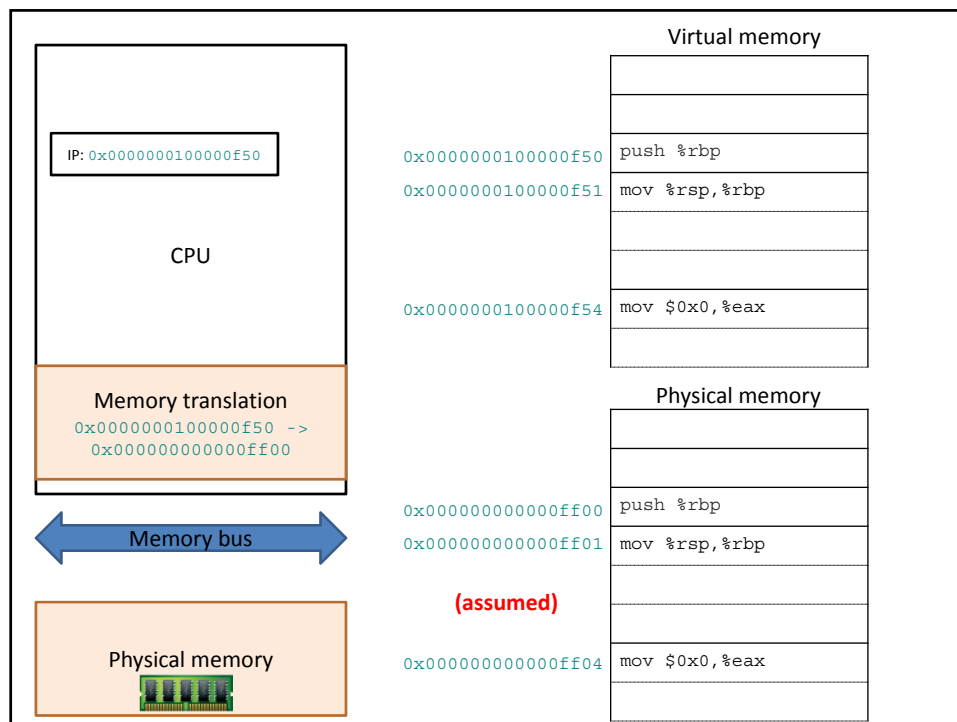 Virtual memory
IP: 0x0000000100000f50
0x0000000100000f50 push %rbp
0x0000000100000f51 mov %rsp,%rbp
CPU
0x0000000100000f54 mov $0x0,%eax
Memory translation
0x0000000100000f50 ->
0x000000000000ff00
Physical memory
0x000000000000ff00 push %rbp
0x000000000000ff01 mov %rsp,%rbp
Memory bus
(assumed)
Physical memory
0x000000000000ff04 mov $0x0,%eax